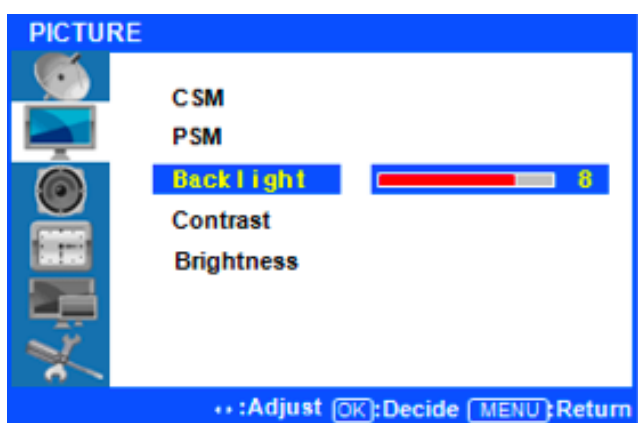 PICTURE
CSM
PSM
Backlight 8
Contrast
Brightness
:Adjust OK:Decide MENU:Return